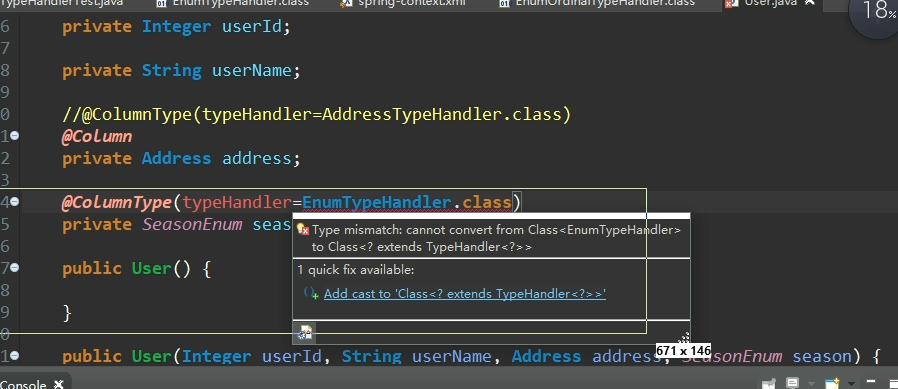 TypeHandlerTest.java EnumTypeHandler.class spring-context.xml EnumOrdinalTypeHandler.class User.java
18%
6 private Integer userId;
7
8 private String userName;
9
0 //@ColumnType(typeHandler=AddressTypeHandler.class)
1 @Column
2 private Address address;
3
4 @ColumnType(typeHandler=EnumTypeHandler.class)
5 private SeasonEnum seas
Type mismatch: cannot convert from Class<EnumTypeHandler>
to Class<? extends TypeHandler<?>>
6
1 quick fix available:
7 public User() {
8
Add cast to 'Class<? extends TypeHandler<?>>'
9 }
0
671 x 146
1 public User(Integer userId, String userName, Address address, SeasonEnum season) {
Console